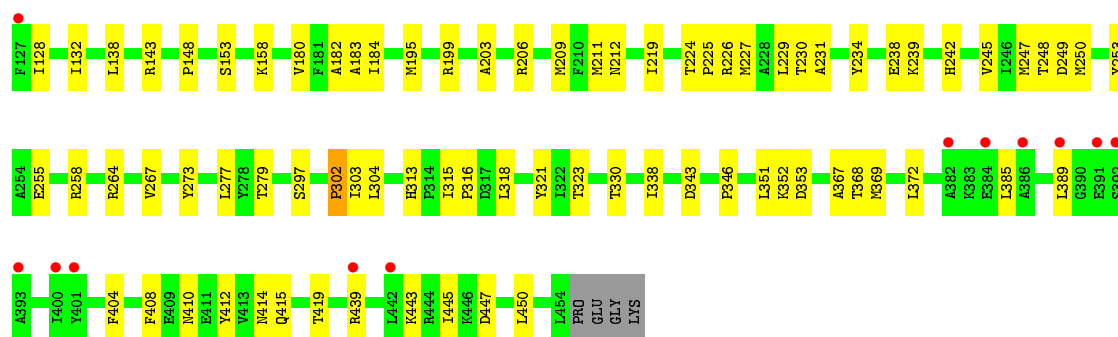 F127 I128 I132 L138 R143 P148 S153 K158 V180 F181 A182 A183 I184 M195 R199 A203 R206 M209 F210 M211 N212 I219 T224 P225 R226 M227 A228 L229 T230 A231 Y234 E238 K239 H242 V245 I246 M247 T248 D249 M250 Y253
A254 E255 R258 R264 V267 Y273 L277 Y278 T279 S297 P302 I303 L304 H313 P314 I315 P316 D317 L318 Y321 I322 T323 T330 I338 D343 P346 L351 K352 D353 A367 T368 M369 L372 A382 K383 E384 L385 A386 L389 G390 E391 S392
A393 I400 Y401 F404 F408 E409 N410 E411 Y412 V413 N414 Q415 T419 R439 L442 K443 R444 I445 K446 D447 L450 L454 PRO GLU GLY LYS